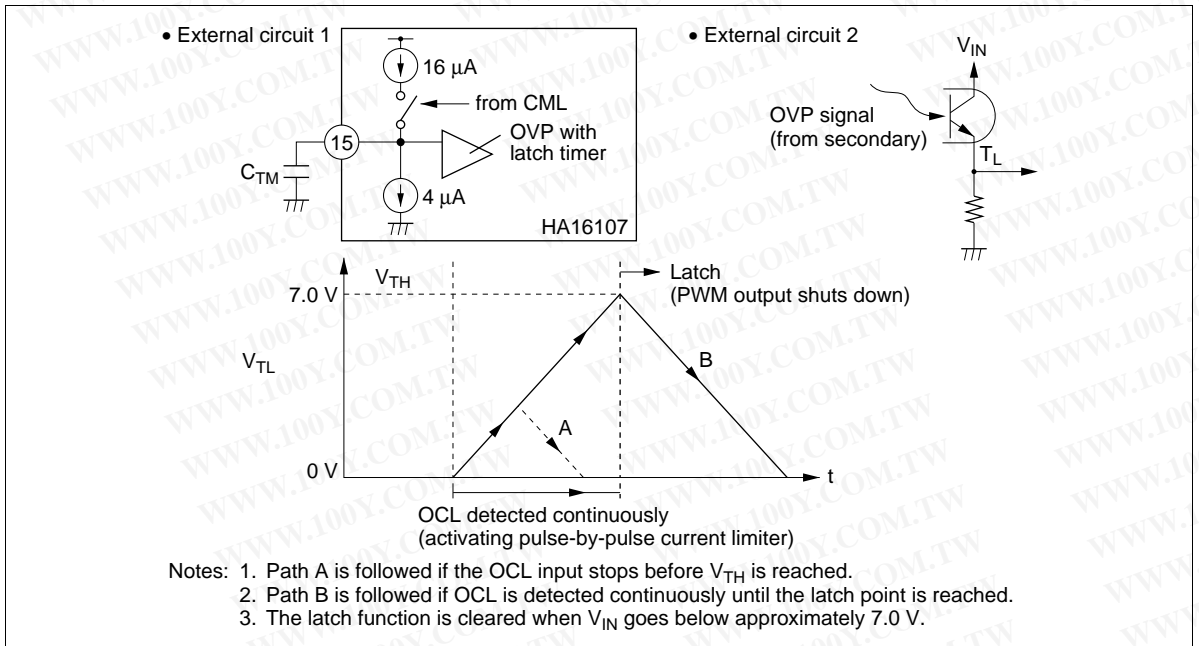 • External circuit 1
16 µA
from CML
OVP with
latch timer
15
C_TM
4 µA
HA16107
• External circuit 2
V_IN
OVP signal
(from secondary)
T_L
Latch
(PWM output shuts down)
V_TH
7.0 V
V_TL
B
A
0 V
t
OCL detected continuously
(activating pulse-by-pulse current limiter)
Notes: 1. Path A is followed if the OCL input stops before V_TH is reached.
2. Path B is followed if OCL is detected continuously until the latch point is reached.
3. The latch function is cleared when V_IN goes below approximately 7.0 V.
WWW.100Y.COM.TW